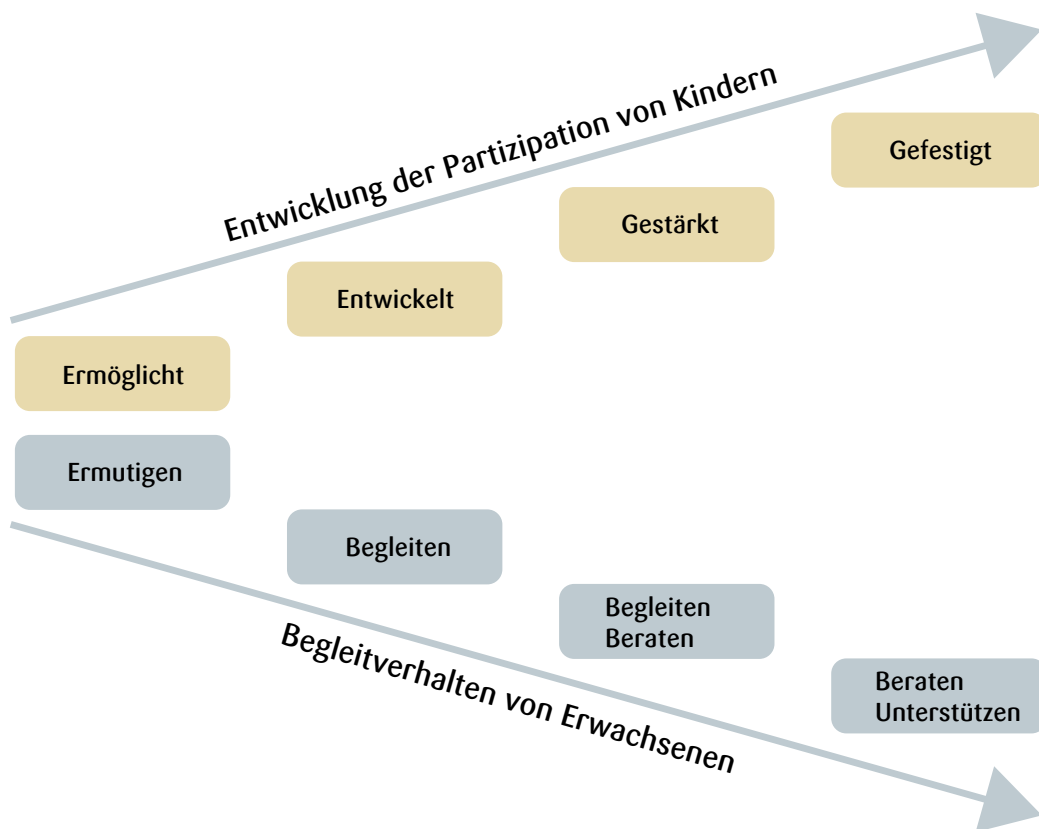 Entwicklung der Partizipation von Kindern
Gefestigt
Gestärkt
Entwickelt
Ermöglicht
Ermutigen
Begleiten
Begleiten
Beraten
Beraten
Unterstützen
Begleitverhalten von Erwachsenen